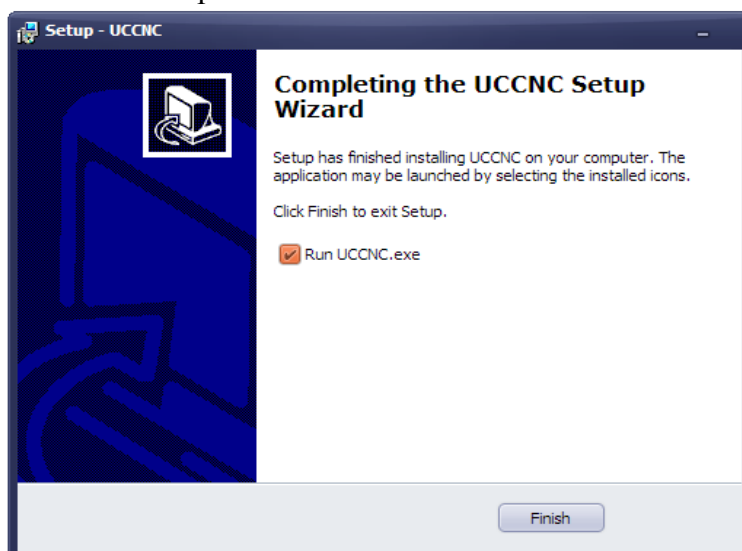 Setup - UCCNC
Completing the UCCNC Setup
Wizard
Setup has finished installing UCCNC on your computer. The
application may be launched by selecting the installed icons.
Click Finish to exit Setup.
Run UCCNC.exe
Finish